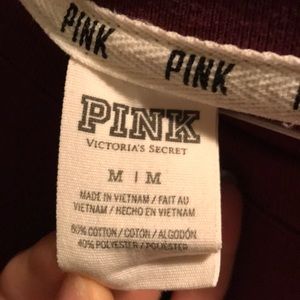 PINK PINK PINK
PINK
VICTORIA'S SECRET
M | M
MADE IN VIETNAM / FAIT AU
VIETNAM / HECHO EN VIETNAM
60% COTTON / COTON / ALGODÓN
40% POLYESTER / POLYESTER